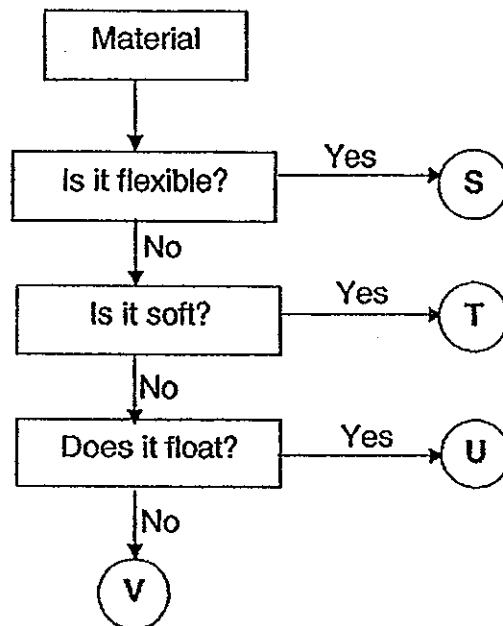 Material
Is it flexible?
Yes
S
No
Is it soft?
Yes
T
No
Does it float?
Yes
U
No
V